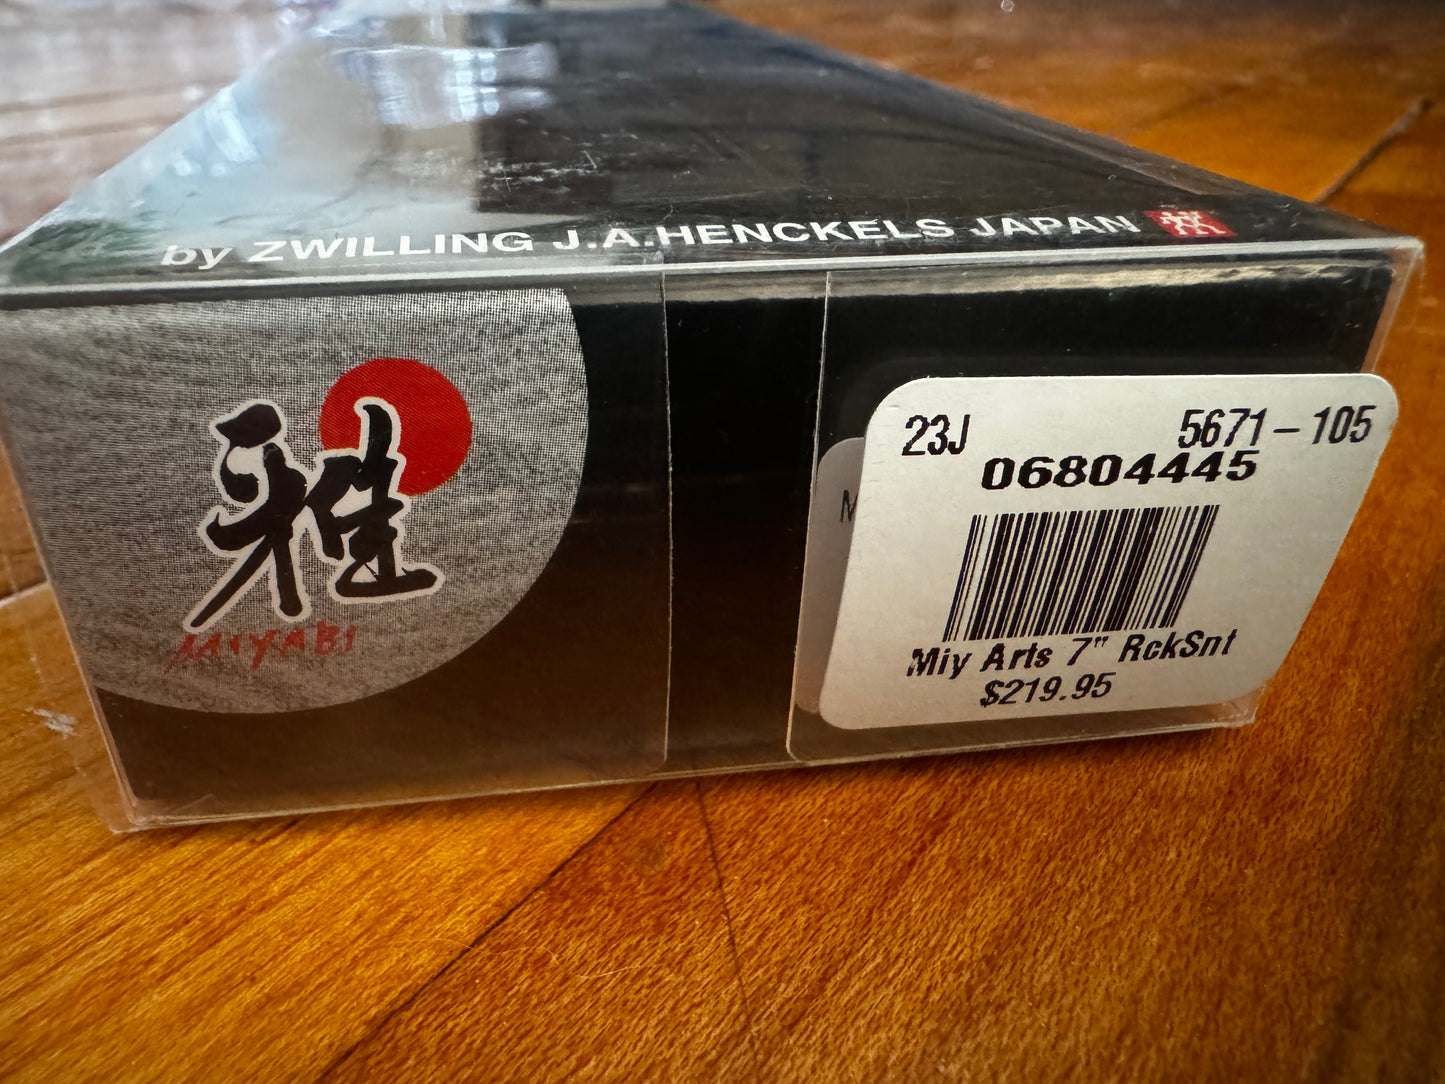 by ZWILLING J.A.HENCKELS JAPAN
雅
MIYABI
23J 5671-105
06804445
Miy Arts 7" RckSnt
$219.95